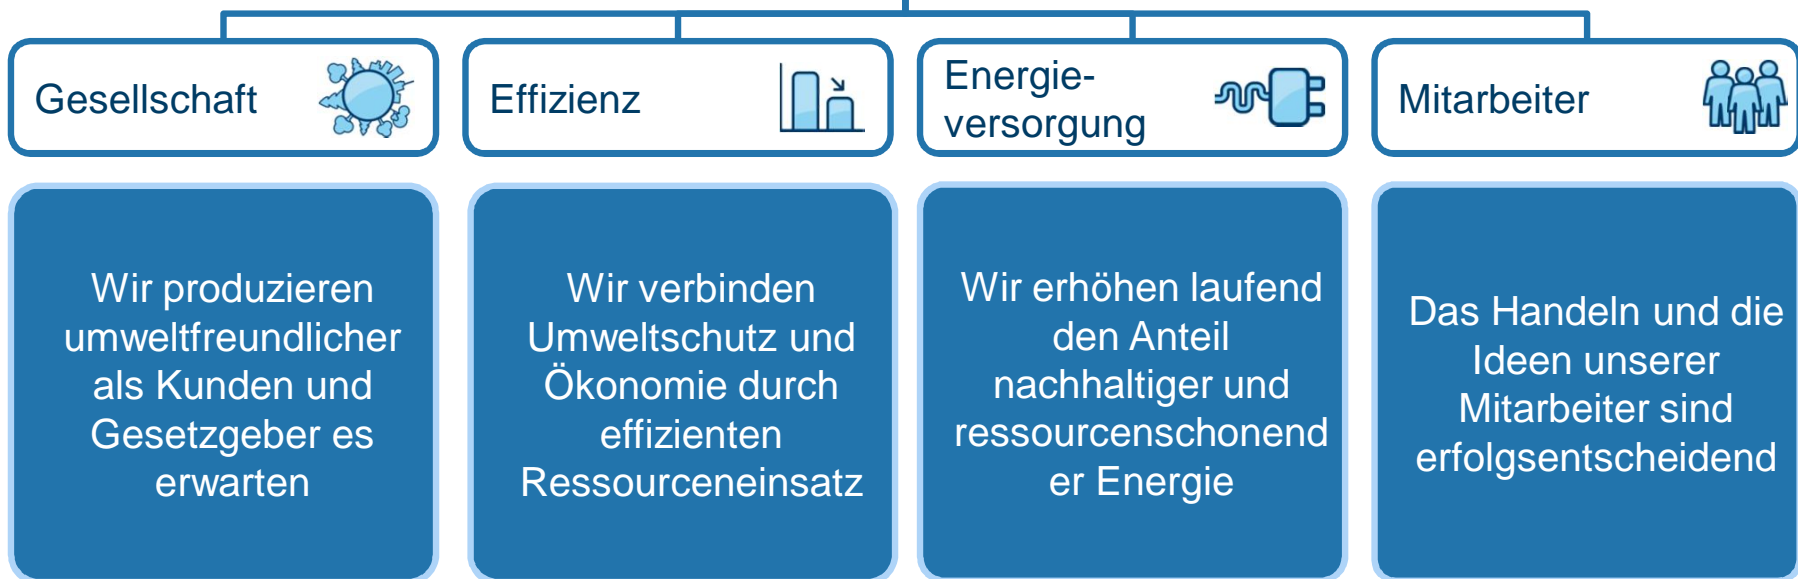 Gesellschaft
Effizienz
Energie-
versorgung
Mitarbeiter
Wir produzieren
umweltfreundlicher
als Kunden und
Gesetzgeber es
erwarten
Wir verbinden
Umweltschutz und
Ökonomie durch
effizienten
Ressourceneinsatz
Wir erhöhen laufend
den Anteil
nachhaltiger und
ressourcenschonend
er Energie
Das Handeln und die
Ideen unserer
Mitarbeiter sind
erfolgsentscheidend